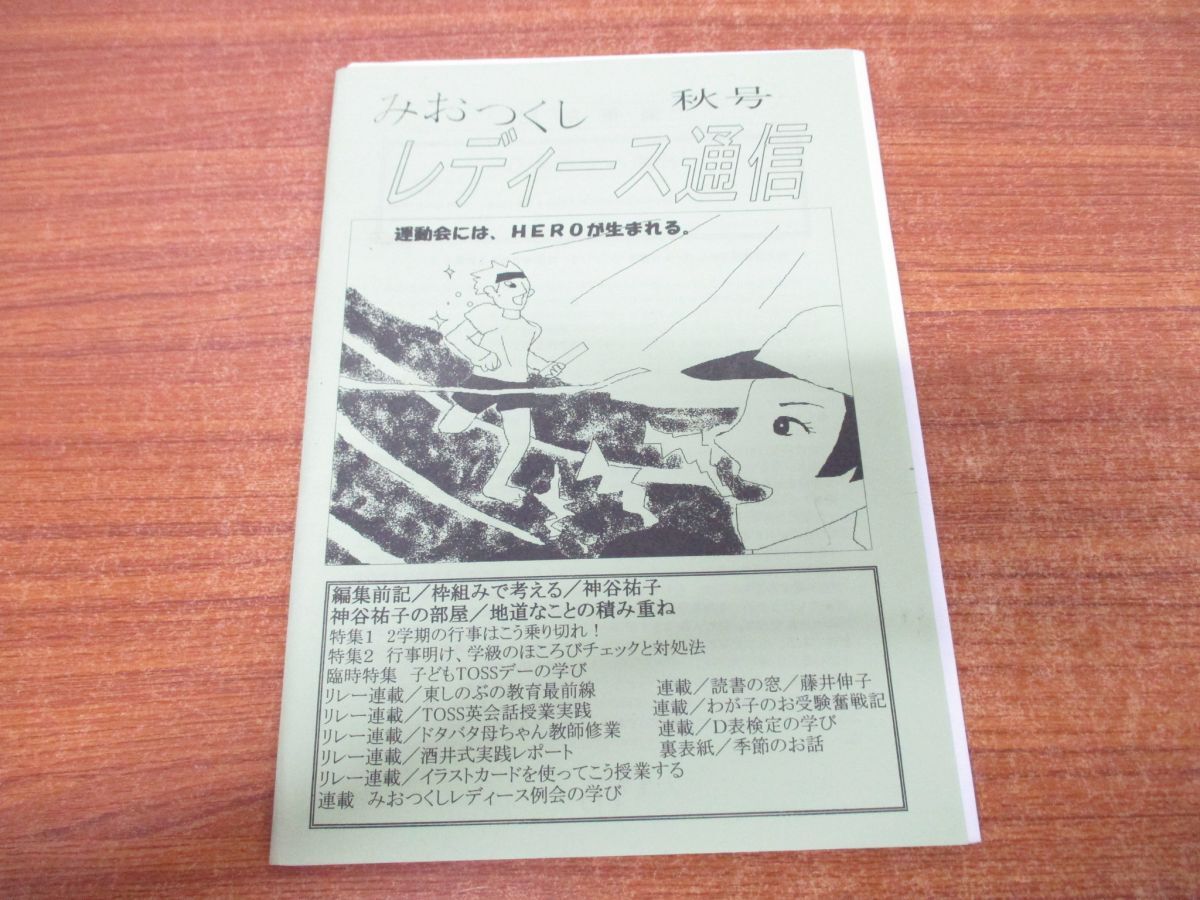 みおつくし 秋号
レディース通信
運動会には、HEROが生まれる。
編集前記／枠組みで考える／神谷祐子
神谷祐子の部屋／地道なことの積み重ね
特集1 2学期の行事はこう乗り切れ！
特集2 行事明け、学級のほころびチェックと対処法
臨時特集 子どもTOSSデーの学び
リレー連載／東しのぶの教育最前線 連載／読書の窓／藤井伸子
リレー連載／TOSS英会話授業実践 連載／わが子のお受験奮戦記
リレー連載／ドタバタ母ちゃん教師修業 連載／D表検定の学び
リレー連載／酒井式実践レポート 裏表紙／季節のお話
リレー連載／イラストカードを使ってこう授業する
連載 みおつくしレディース例会の学び